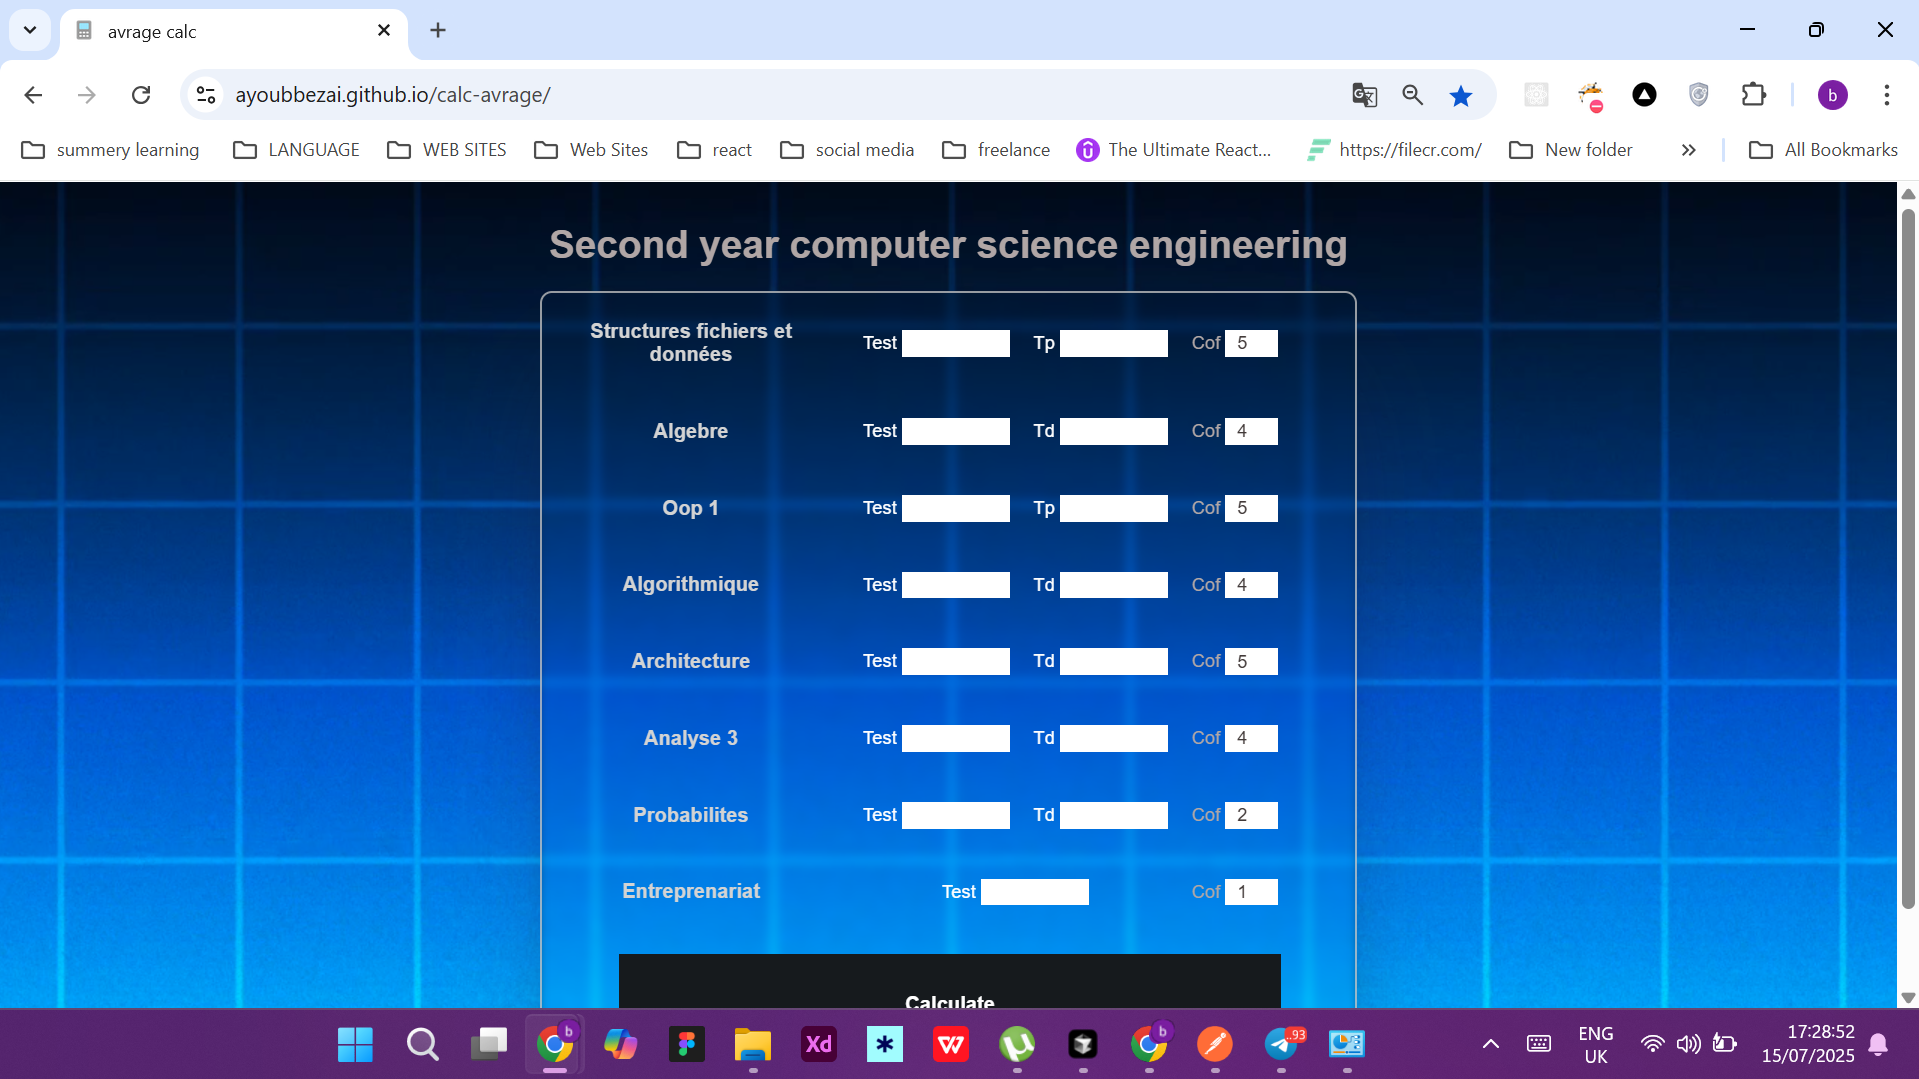 avrage calc
ayoubbezai.github.io/calc-avrage/
b
summery learning
LANGUAGE
WEB SITES
Web Sites
react
social media
freelance
The Ultimate React...
https://filecr.com/
New folder
All Bookmarks
Second year computer science engineering
Structures fichiers et
données
Test
Tp
Cof 5
Algebre
Test
Td
Cof 4
Oop 1
Test
Tp
Cof 5
Algorithmique
Test
Td
Cof 4
Architecture
Test
Td
Cof 5
Analyse 3
Test
Td
Cof 4
Probabilites
Test
Td
Cof 2
Entreprenariat
Test
Cof 1
Calculate
b
Xd
b
..93
ENG
UK
17:28:52
15/07/2025